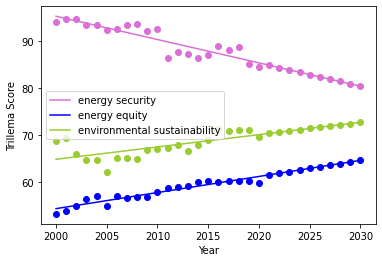 90
80
70
60
Trillema Score
energy security
energy equity
environmental sustainability
2000 2005 2010 2015 2020 2025 2030
Year